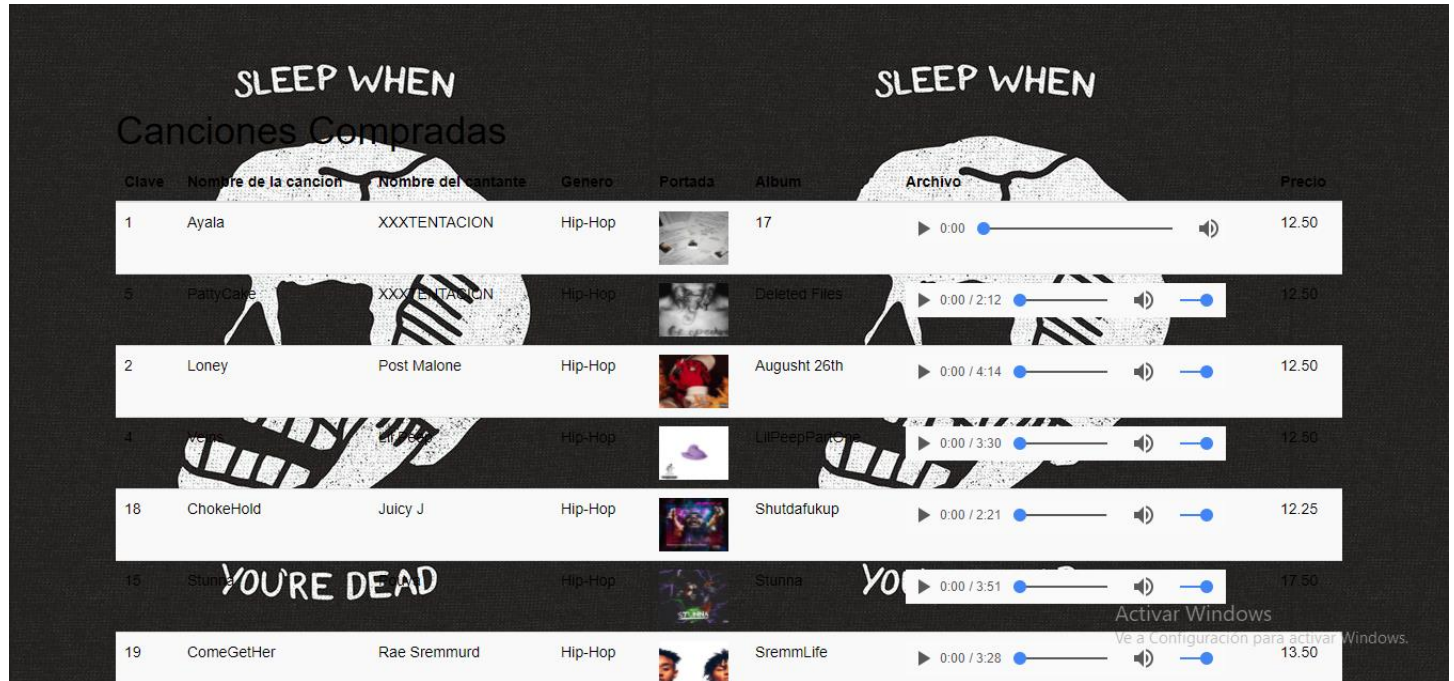 SLEEP WHEN SLEEP WHEN
Canciones Compradas
Clave Nombre de la cancion Nombre del cantante Genero Portada Album Archivo Precio
1 Ayala XXXTENTACION Hip-Hop 17 0:00 12.50
5 PattyCake XXXTENTACION Hip-Hop Deleted Files 0:00 / 2:12 12.50
2 Loney Post Malone Hip-Hop Augusht 26th 0:00 / 4:14 12.50
4 Hip-Hop LilPeepPartOne 0:00 / 3:30 12.50
18 ChokeHold Juicy J Hip-Hop Shutdafukup 0:00 / 2:21 12.25
15 Stunna Hip-Hop STUNNA Stunna 0:00 / 3:51 17.50
YOU'RE DEAD
Activar Windows
Ve a Configuración para activar Windows.
19 ComeGetHer Rae Sremmurd Hip-Hop SremmLife 0:00 / 3:28 13.50